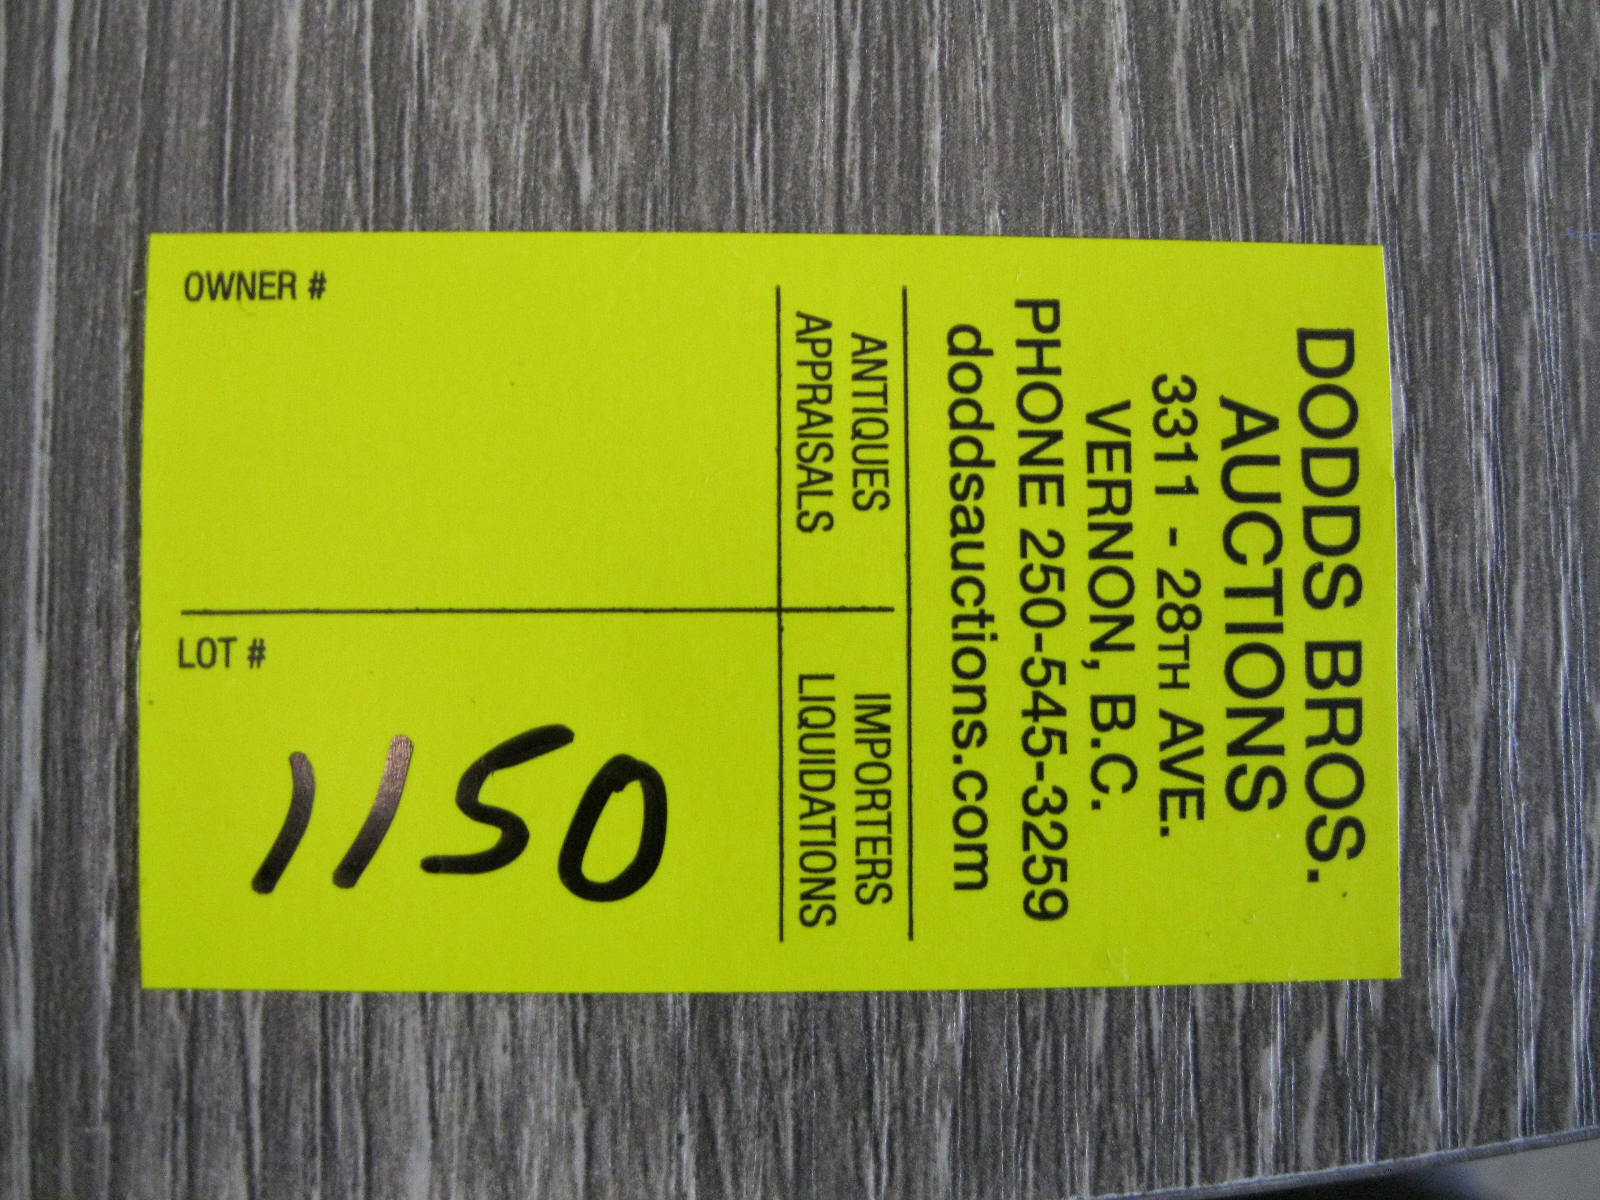 DODDS BROS.
AUCTIONS
3311 - 28TH AVE.
VERNON, B.C.
PHONE 250-545-3259
doddsauctions.com
ANTIQUES
APPRAISALS
IMPORTERS
LIQUIDATIONS
OWNER #
LOT #
1150